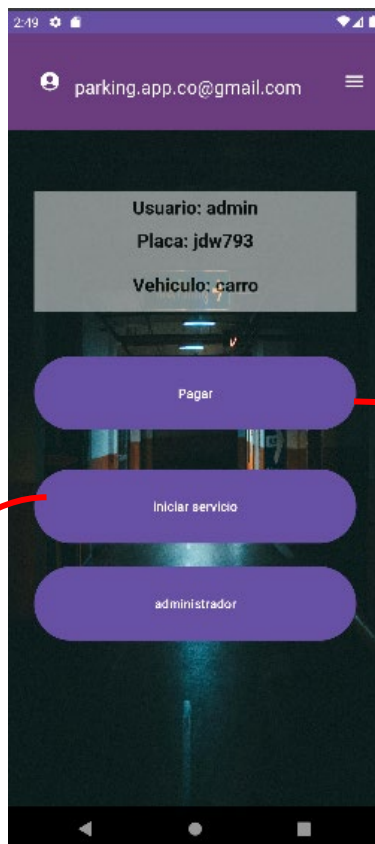 2:49
parking.app.co@gmail.com
Usuario: admin
Placa: jdw793
Vehiculo: carro
Pagar
Iniciar servicio
administrador